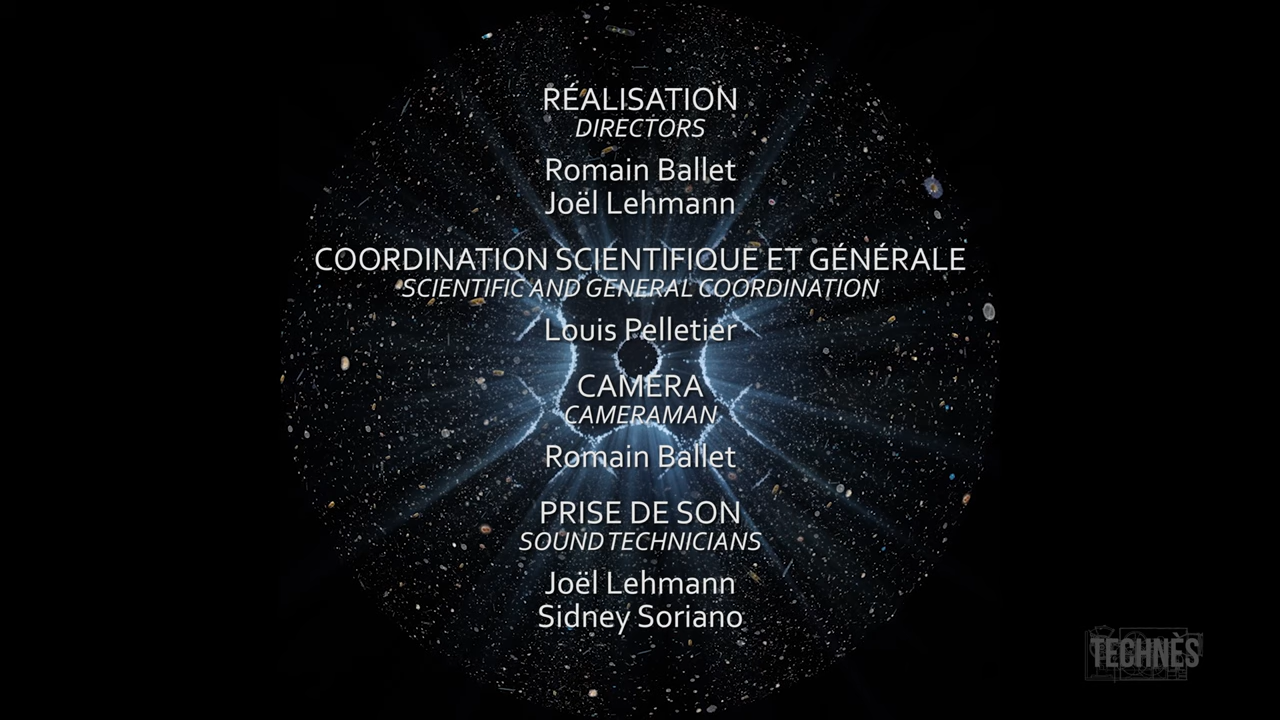 RÉALISATION
DIRECTORS
Romain Ballet
Joël Lehmann
COORDINATION SCIENTIFIQUE ET GÉNÉRALE
SCIENTIFIC AND GENERAL COORDINATION
Louis Pelletier
CAMÉRA
CAMERAMAN
Romain Ballet
PRISE DE SON
SOUND TECHNICIANS
Joël Lehmann
Sidney Soriano
TECHNÈS